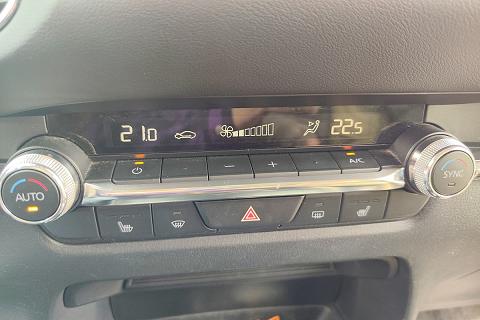 21.0 22.5
- + A/C
AUTO SYNC